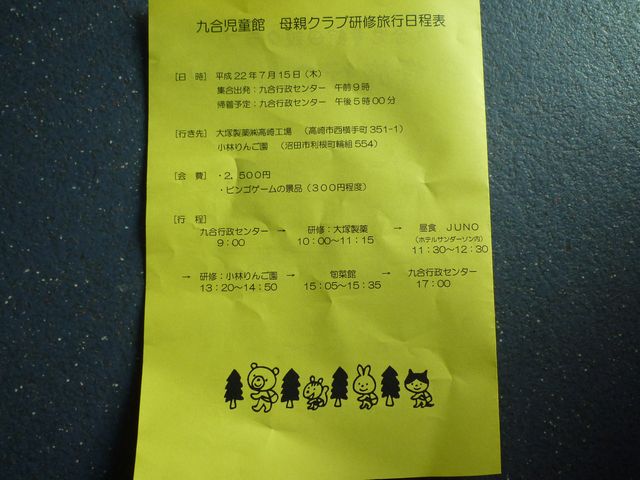 九合児童館　母親クラブ研修旅行日程表
［日　時］平成22年7月15日（木）
集合出発：九合行政センター　午前9時
帰着予定：九合行政センター　午後5時00分
［行き先］大塚製薬㈱高崎工場　（高崎市西横手町351-1）
小林りんご園　（沼田市利根町輪組554）
［会　費］・2，500円
・ビンゴゲームの景品（300円程度）
［行　程］
九合行政センター　→　研修：大塚製薬　→　昼食　JUNO
（ホテルサンダーソン内）
9：00　10：00～11：15　11：30～12：30
→　研修：小林りんご園　→　旬菜館　→　九合行政センター
13：20～14：50　15：05～15：35　17：00